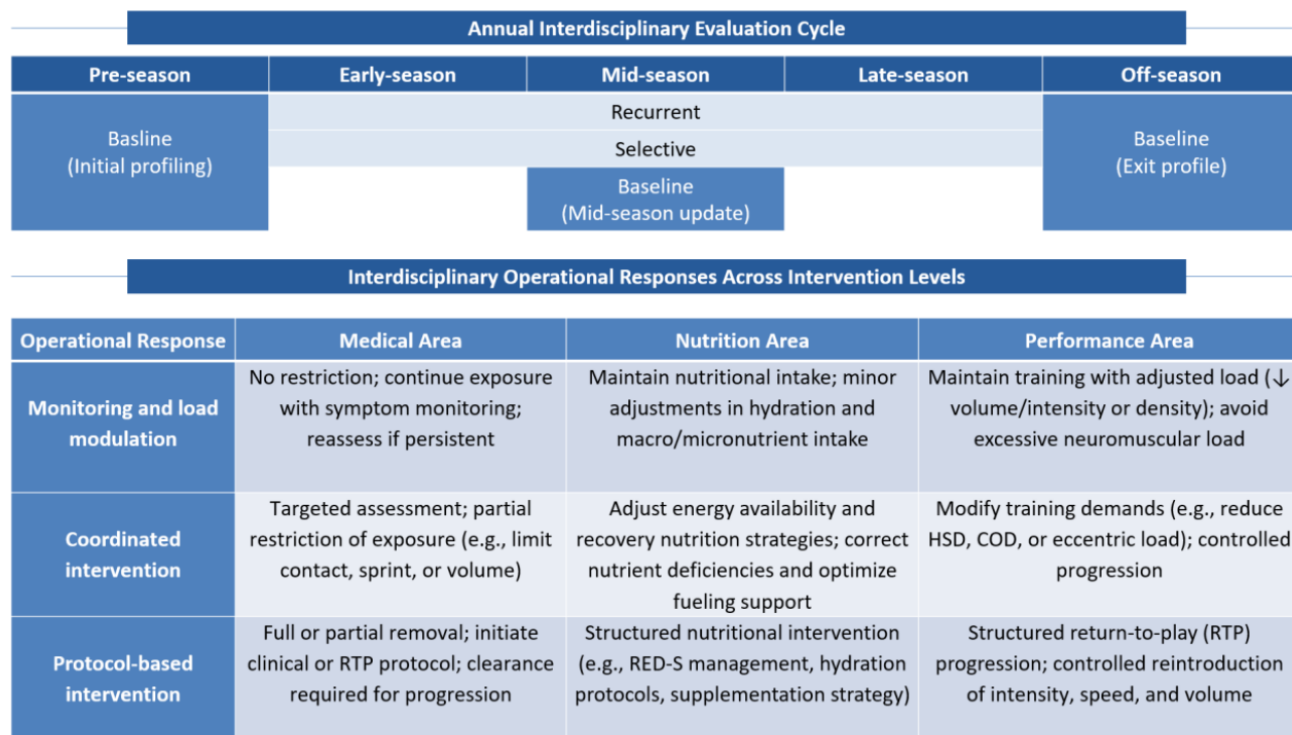 Annual Interdisciplinary Evaluation Cycle
Pre-season
Early-season
Mid-season
Late-season
Off-season
Basline
(Initial profiling)
Recurrent
Selective
Baseline
(Mid-season update)
Baseline
(Exit profile)
Interdisciplinary Operational Responses Across Intervention Levels
Operational Response
Medical Area
Nutrition Area
Performance Area
Monitoring and load
modulation
No restriction; continue exposure
with symptom monitoring;
reassess if persistent
Maintain nutritional intake; minor
adjustments in hydration and
macro/micronutrient intake
Maintain training with adjusted load (↓
volume/intensity or density); avoid
excessive neuromuscular load
Coordinated
intervention
Targeted assessment; partial
restriction of exposure (e.g., limit
contact, sprint, or volume)
Adjust energy availability and
recovery nutrition strategies; correct
nutrient deficiencies and optimize
fueling support
Modify training demands (e.g., reduce
HSD, COD, or eccentric load); controlled
progression
Protocol-based
intervention
Full or partial removal; initiate
clinical or RTP protocol; clearance
required for progression
Structured nutritional intervention
(e.g., RED-S management, hydration
protocols, supplementation strategy)
Structured return-to-play (RTP)
progression; controlled reintroduction
of intensity, speed, and volume